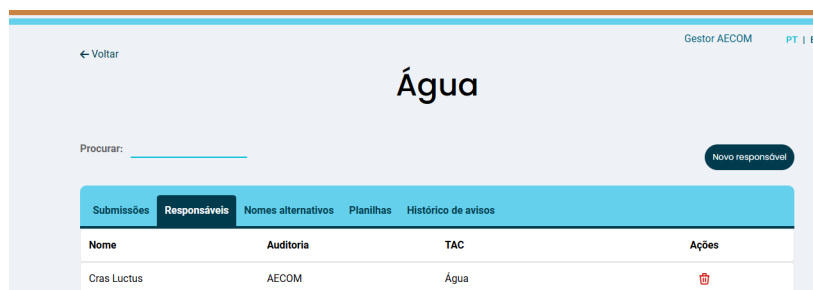 Gestor AECOM PT |
← Voltar
Água
Procurar:
Novo responsável
Submissões Responsáveis Nomes alternativos Planilhas Histórico de avisos
Nome Auditoria TAC Ações
Cras Luctus AECOM Água